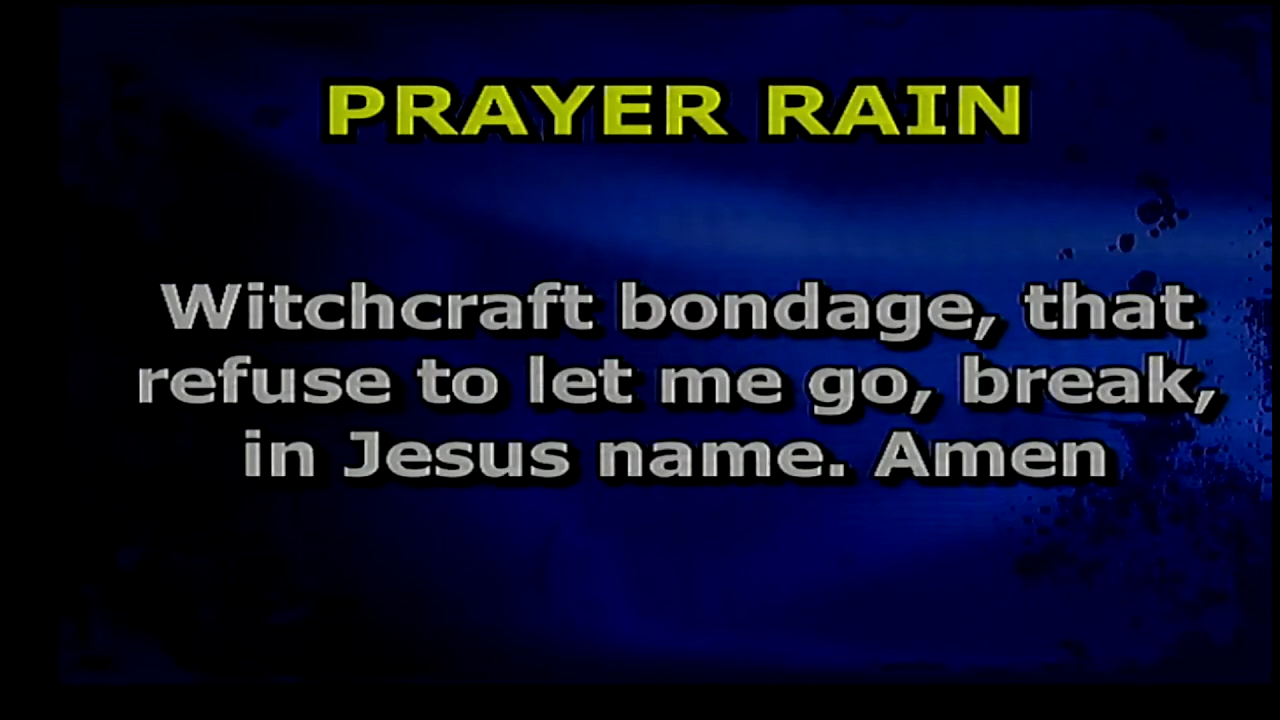 PRAYER RAIN
Witchcraft bondage, that
refuse to let me go, break,
in Jesus name. Amen